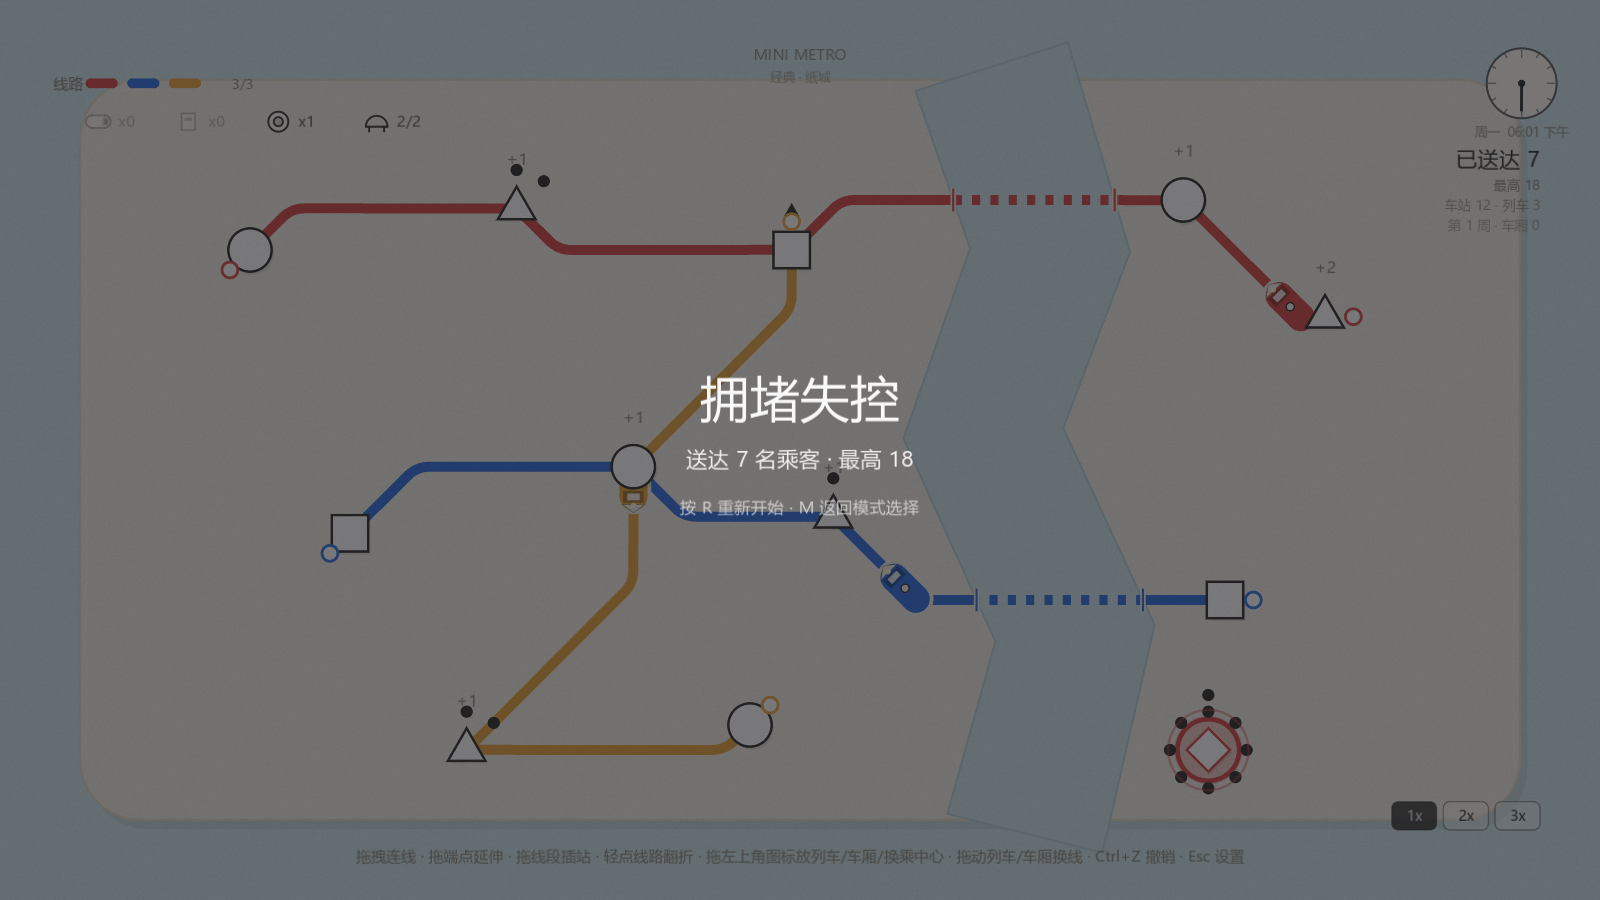 MINI METRO
经典 · 纸城
线路
3/3
x0
x0
x1
2/2
周一 06:01 下午
已送达 7
最高 18
车站 12 · 列车 3
第 1 周 · 车厢 0
+1
+1
+2
+1
拥堵失控
送达 7 名乘客 · 最高 18
按 R 重新开始 · M 返回模式选择
+1
1x
2x
3x
拖拽连线 · 拖端点延伸 · 拖线段插站 · 轻点线路翻折 · 拖左上角图标放列车/车厢/换乘中心 · 拖动列车/车厢换线 · Ctrl+Z 撤销 · Esc 设置